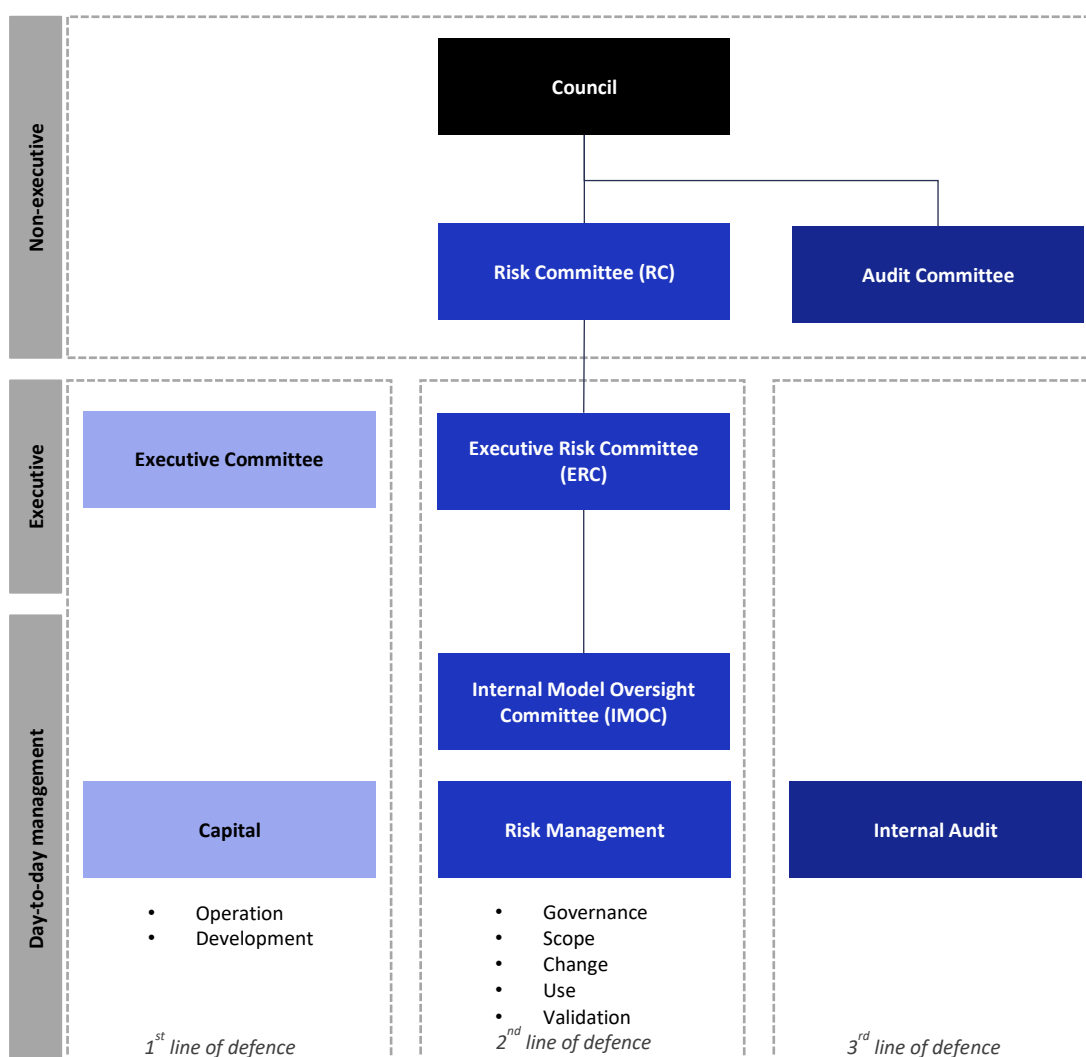 Non-executive
Council
Risk Committee (RC)
Audit Committee
Executive
Executive Committee
Executive Risk Committee
(ERC)
Day-to-day management
Internal Model Oversight
Committee (IMOC)
Capital
Risk Management
Internal Audit
• Operation
• Development
• Governance
• Scope
• Change
• Use
• Validation
1st line of defence
2nd line of defence
3rd line of defence